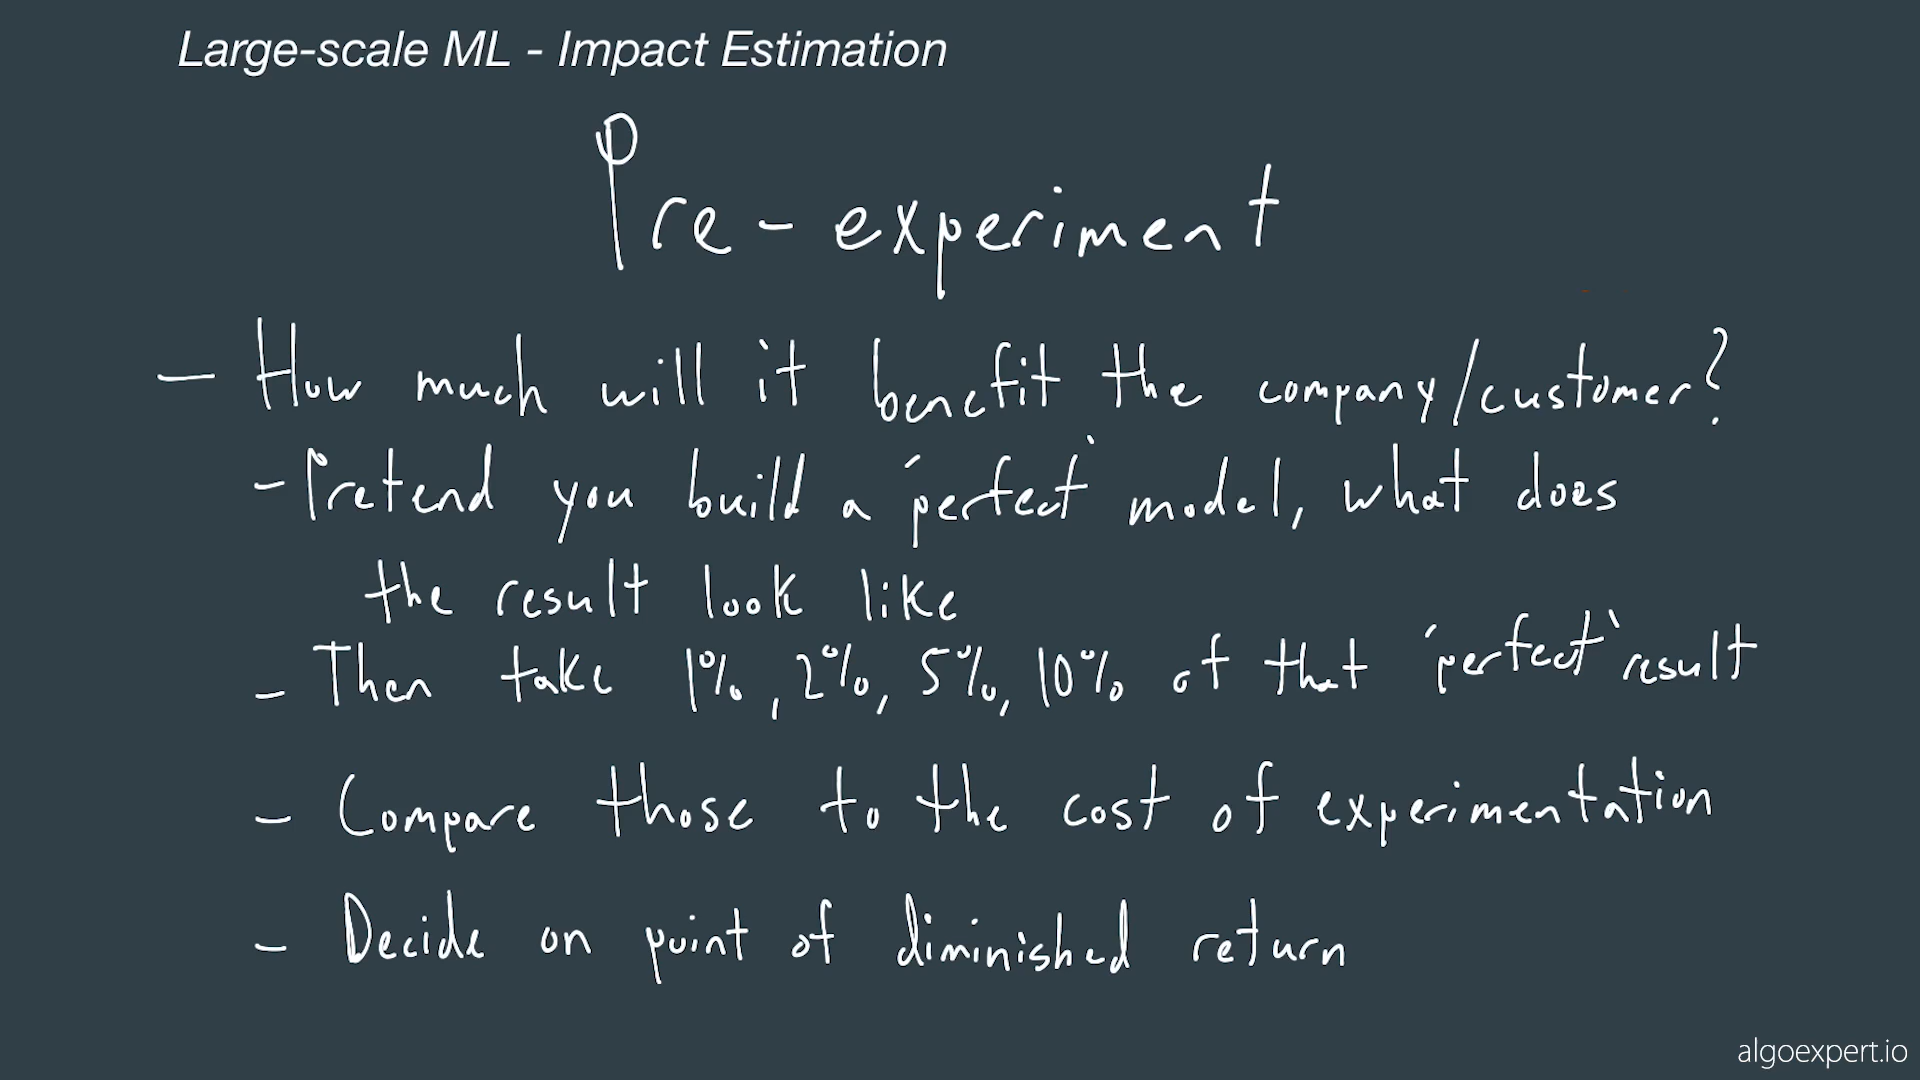 Large-scale ML - Impact Estimation
Pre-experiment
- How much will it benefit the company/customer?
- Pretend you build a 'perfect' model, what does
the result look like
- Then take 1%, 2%, 5%, 10% of that 'perfect' result
- Compare those to the cost of experimentation
- Decide on point of diminished return
algoexpert.io